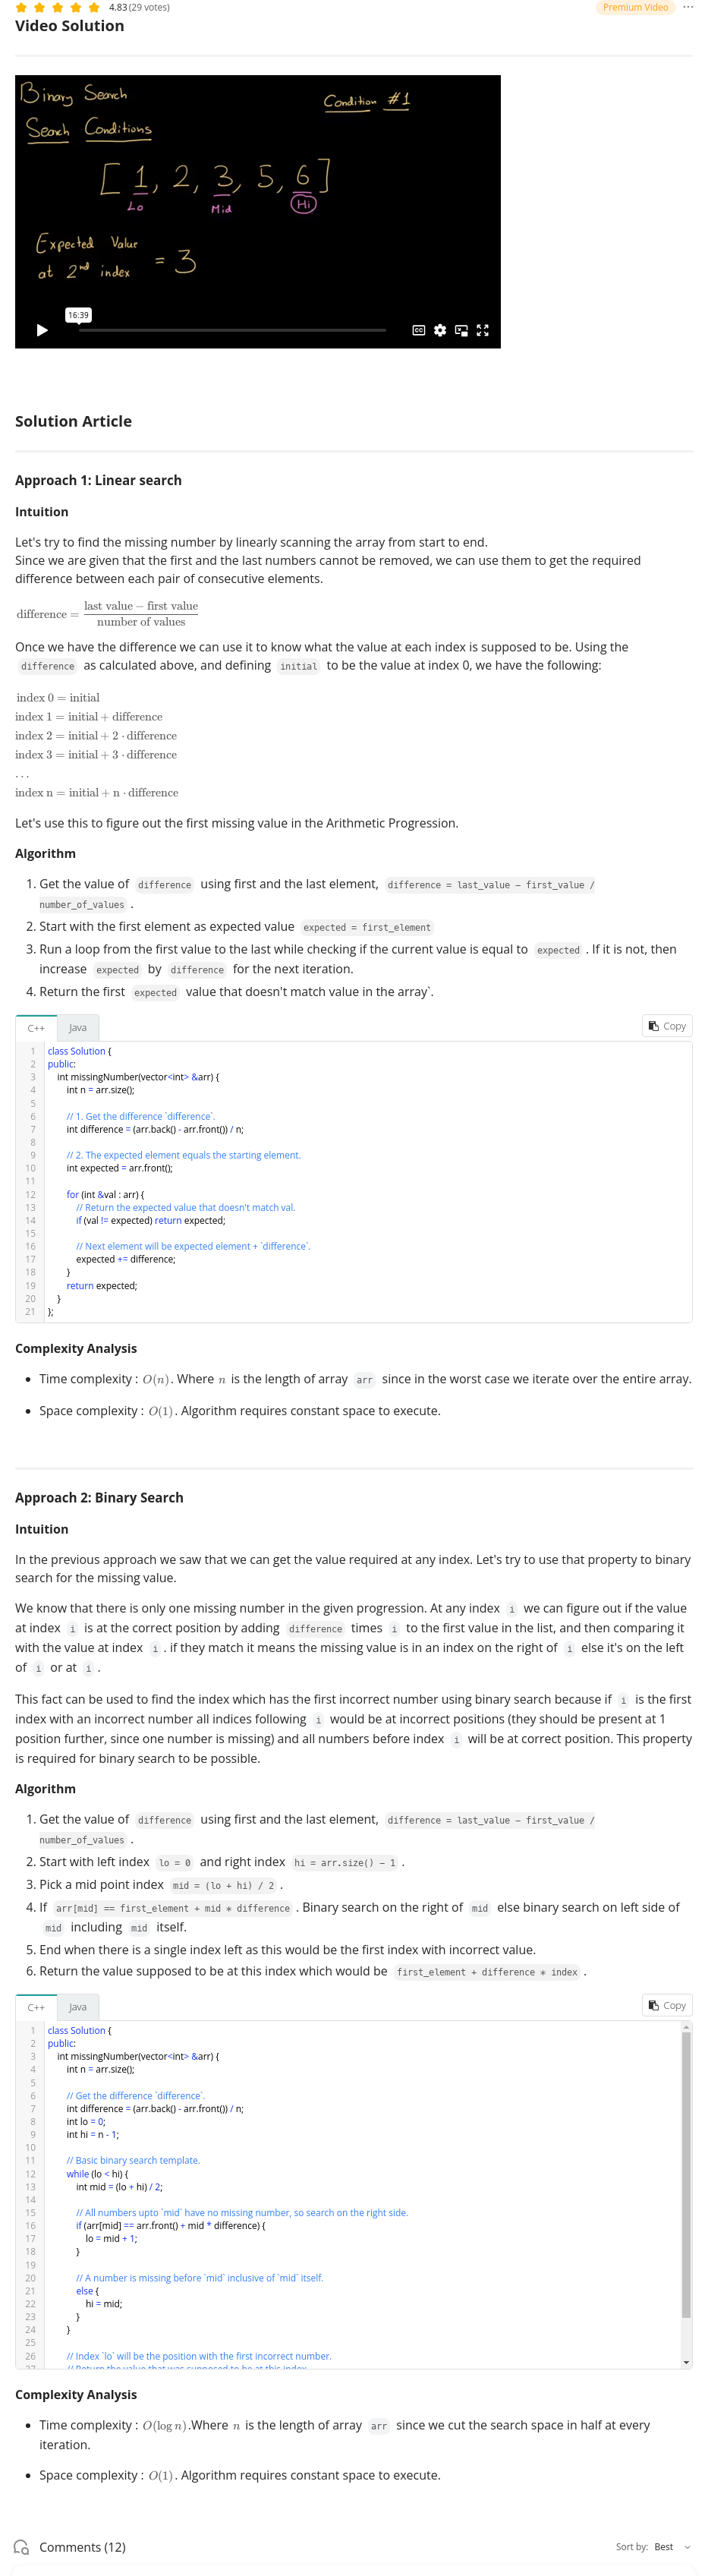 4.83 (29 votes)
Premium Video
Video Solution
Binary Search
Condition #1
Search Conditions
[ 1, 2, 3, 5, 6 ]
Lo Mid Hi
Expected Value
at 2nd index = 3
16:39
CC
Solution Article
Approach 1: Linear search
Intuition
Let's try to find the missing number by linearly scanning the array from start to end.
Since we are given that the first and the last numbers cannot be removed, we can use them to get the required
difference between each pair of consecutive elements.
difference = last value − first value / number of values
Once we have the difference we can use it to know what the value at each index is supposed to be. Using the
difference as calculated above, and defining initial to be the value at index 0, we have the following:
index 0 = initial
index 1 = initial + difference
index 2 = initial + 2 · difference
index 3 = initial + 3 · difference
...
index n = initial + n · difference
Let's use this to figure out the first missing value in the Arithmetic Progression.
Algorithm
1. Get the value of difference using first and the last element, difference = last_value − first_value /
number_of_values .
2. Start with the first element as expected value expected = first_element
3. Run a loop from the first value to the last while checking if the current value is equal to expected . If it is not, then
increase expected by difference for the next iteration.
4. Return the first expected value that doesn't match value in the array`.
C++ Java Copy
1 class Solution {
2 public:
3 int missingNumber(vector<int> &arr) {
4 int n = arr.size();
5
6 // 1. Get the difference `difference`.
7 int difference = (arr.back() - arr.front()) / n;
8
9 // 2. The expected element equals the starting element.
10 int expected = arr.front();
11
12 for (int &val : arr) {
13 // Return the expected value that doesn't match val.
14 if (val != expected) return expected;
15
16 // Next element will be expected element + `difference`.
17 expected += difference;
18 }
19 return expected;
20 }
21 };
Complexity Analysis
• Time complexity : O(n). Where n is the length of array arr since in the worst case we iterate over the entire array.
• Space complexity : O(1). Algorithm requires constant space to execute.
Approach 2: Binary Search
Intuition
In the previous approach we saw that we can get the value required at any index. Let's try to use that property to binary
search for the missing value.
We know that there is only one missing number in the given progression. At any index i we can figure out if the value
at index i is at the correct position by adding difference times i to the first value in the list, and then comparing it
with the value at index i . if they match it means the missing value is in an index on the right of i else it's on the left
of i or at i .
This fact can be used to find the index which has the first incorrect number using binary search because if i is the first
index with an incorrect number all indices following i would be at incorrect positions (they should be present at 1
position further, since one number is missing) and all numbers before index i will be at correct position. This property
is required for binary search to be possible.
Algorithm
1. Get the value of difference using first and the last element, difference = last_value − first_value /
number_of_values .
2. Start with left index lo = 0 and right index hi = arr.size() − 1 .
3. Pick a mid point index mid = (lo + hi) / 2 .
4. If arr[mid] == first_element + mid * difference . Binary search on the right of mid else binary search on left side of
mid including mid itself.
5. End when there is a single index left as this would be the first index with incorrect value.
6. Return the value supposed to be at this index which would be first_element + difference * index .
C++ Java Copy
1 class Solution {
2 public:
3 int missingNumber(vector<int> &arr) {
4 int n = arr.size();
5
6 // Get the difference `difference`.
7 int difference = (arr.back() - arr.front()) / n;
8 int lo = 0;
9 int hi = n - 1;
10
11 // Basic binary search template.
12 while (lo < hi) {
13 int mid = (lo + hi) / 2;
14
15 // All numbers upto `mid` have no missing number, so search on the right side.
16 if (arr[mid] == arr.front() + mid * difference) {
17 lo = mid + 1;
18 }
19
20 // A number is missing before `mid` inclusive of `mid` itself.
21 else {
22 hi = mid;
23 }
24 }
25
26 // Index `lo` will be the position with the first incorrect number.
27 // Return the value that was supposed to be at this index.
Complexity Analysis
• Time complexity : O(log n).Where n is the length of array arr since we cut the search space in half at every
iteration.
• Space complexity : O(1). Algorithm requires constant space to execute.
Comments (12)
Sort by: Best